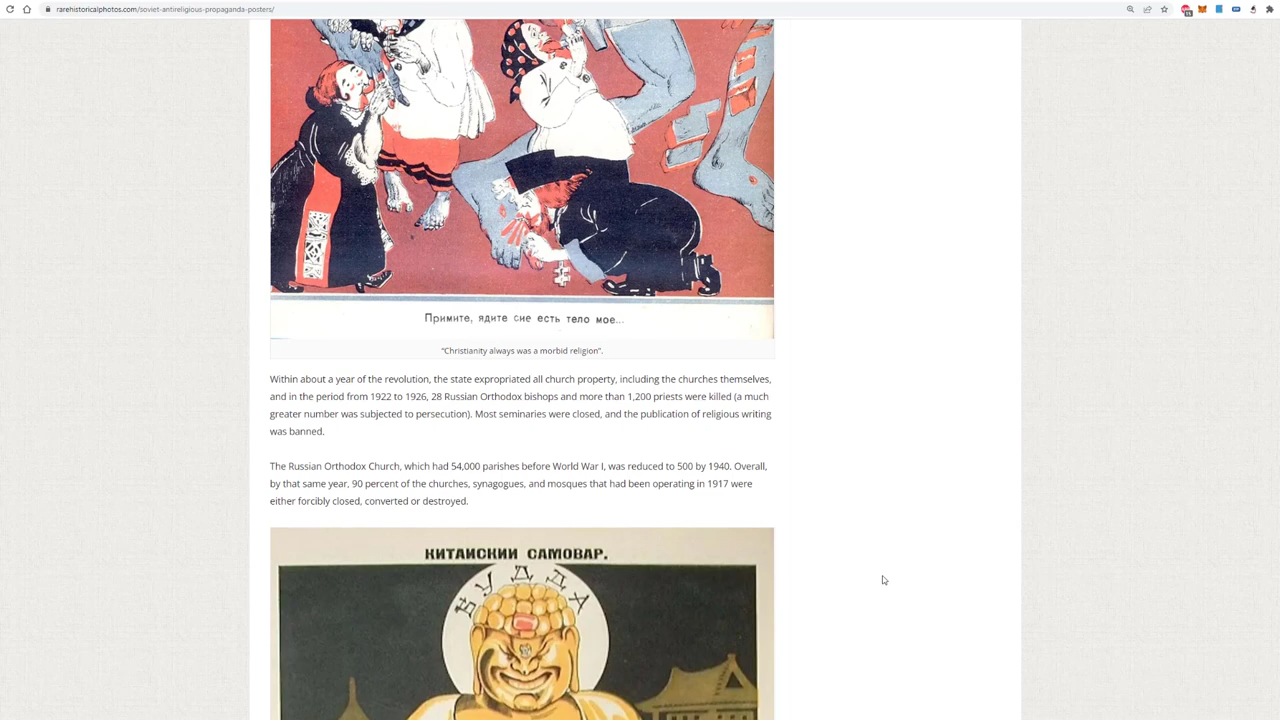 rarehistoricalphotos.com/soviet-antireligious-propaganda-posters/
Примите, ядите сие есть тело мое...
"Christianity always was a morbid religion".
Within about a year of the revolution, the state expropriated all church property, including the churches themselves,
and in the period from 1922 to 1926, 28 Russian Orthodox bishops and more than 1,200 priests were killed (a much
greater number was subjected to persecution). Most seminaries were closed, and the publication of religious writing
was banned.
The Russian Orthodox Church, which had 54,000 parishes before World War I, was reduced to 500 by 1940. Overall,
by that same year, 90 percent of the churches, synagogues, and mosques that had been operating in 1917 were
either forcibly closed, converted or destroyed.
КИТАИСКИИ САМОВАР.
БУДДА